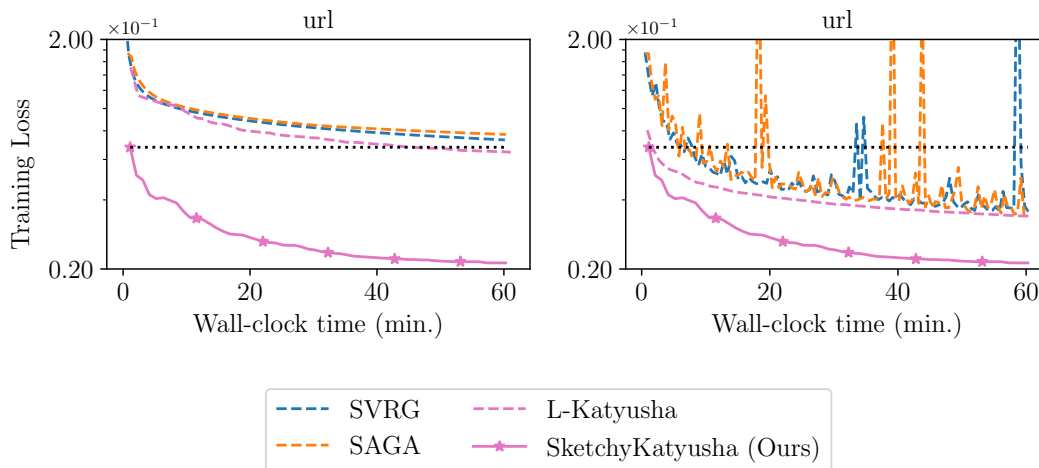 ×10⁻¹ url
2.00
Training Loss
0.20
0 20 40 60
Wall-clock time (min.)
×10⁻¹ url
2.00
0.20
0 20 40 60
Wall-clock time (min.)
SVRG L-Katyusha
SAGA SketchyKatyusha (Ours)